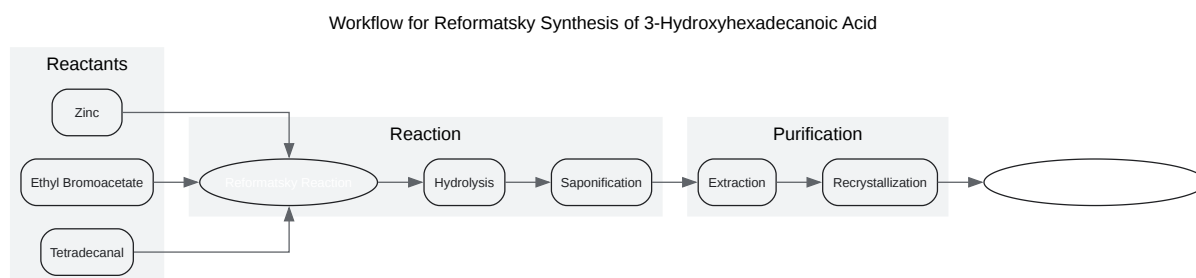 Workflow for Reformatsky Synthesis of 3-Hydroxyhexadecanoic Acid
Reactants
Zinc
Ethyl Bromoacetate
Tetradecanal
Reaction
Reformatsky Reaction
Hydrolysis
Saponification
Purification
Extraction
Recrystallization